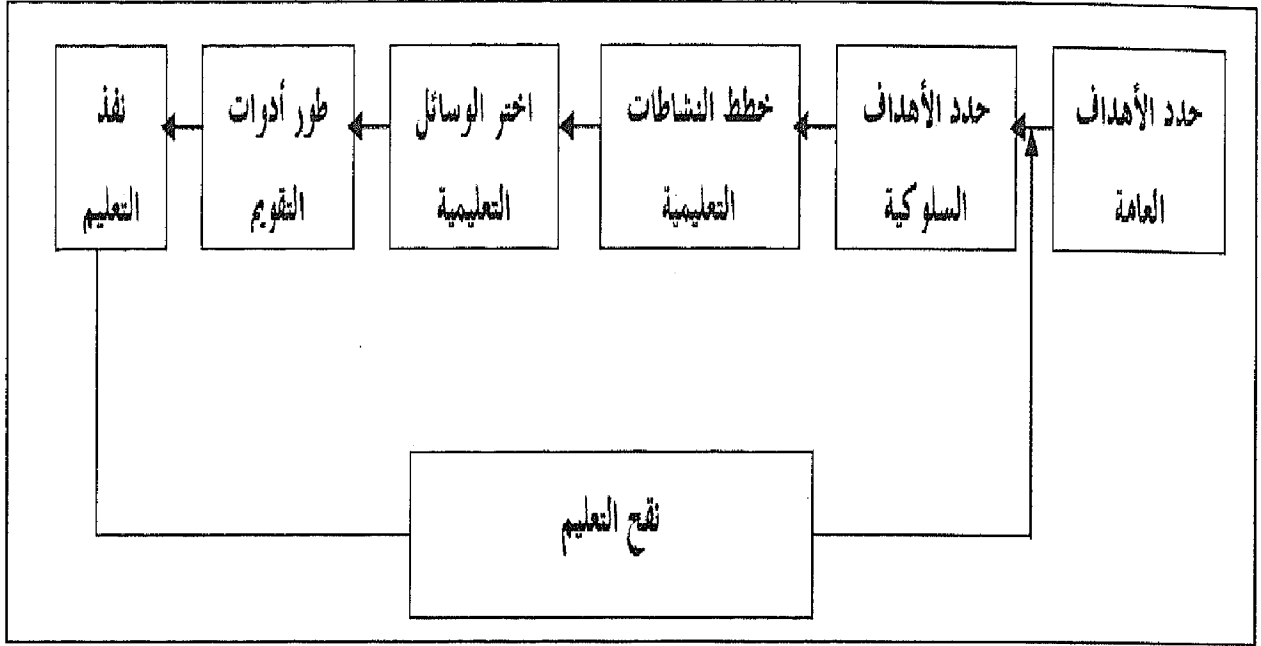 حدد الأهداف
العامة
حدد الأهداف
السلوكية
خطط النشاطات
التعليمية
اختر الوسائل
التعليمية
طور أدوات
التقويم
نفذ
التعليم
نقح التعليم